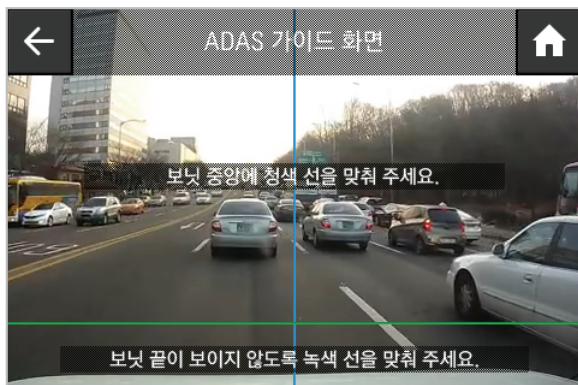 ADAS 가이드 화면
보닛 중앙에 청색 선을 맞춰 주세요.
보닛 끝이 보이지 않도록 녹색 선을 맞춰 주세요.